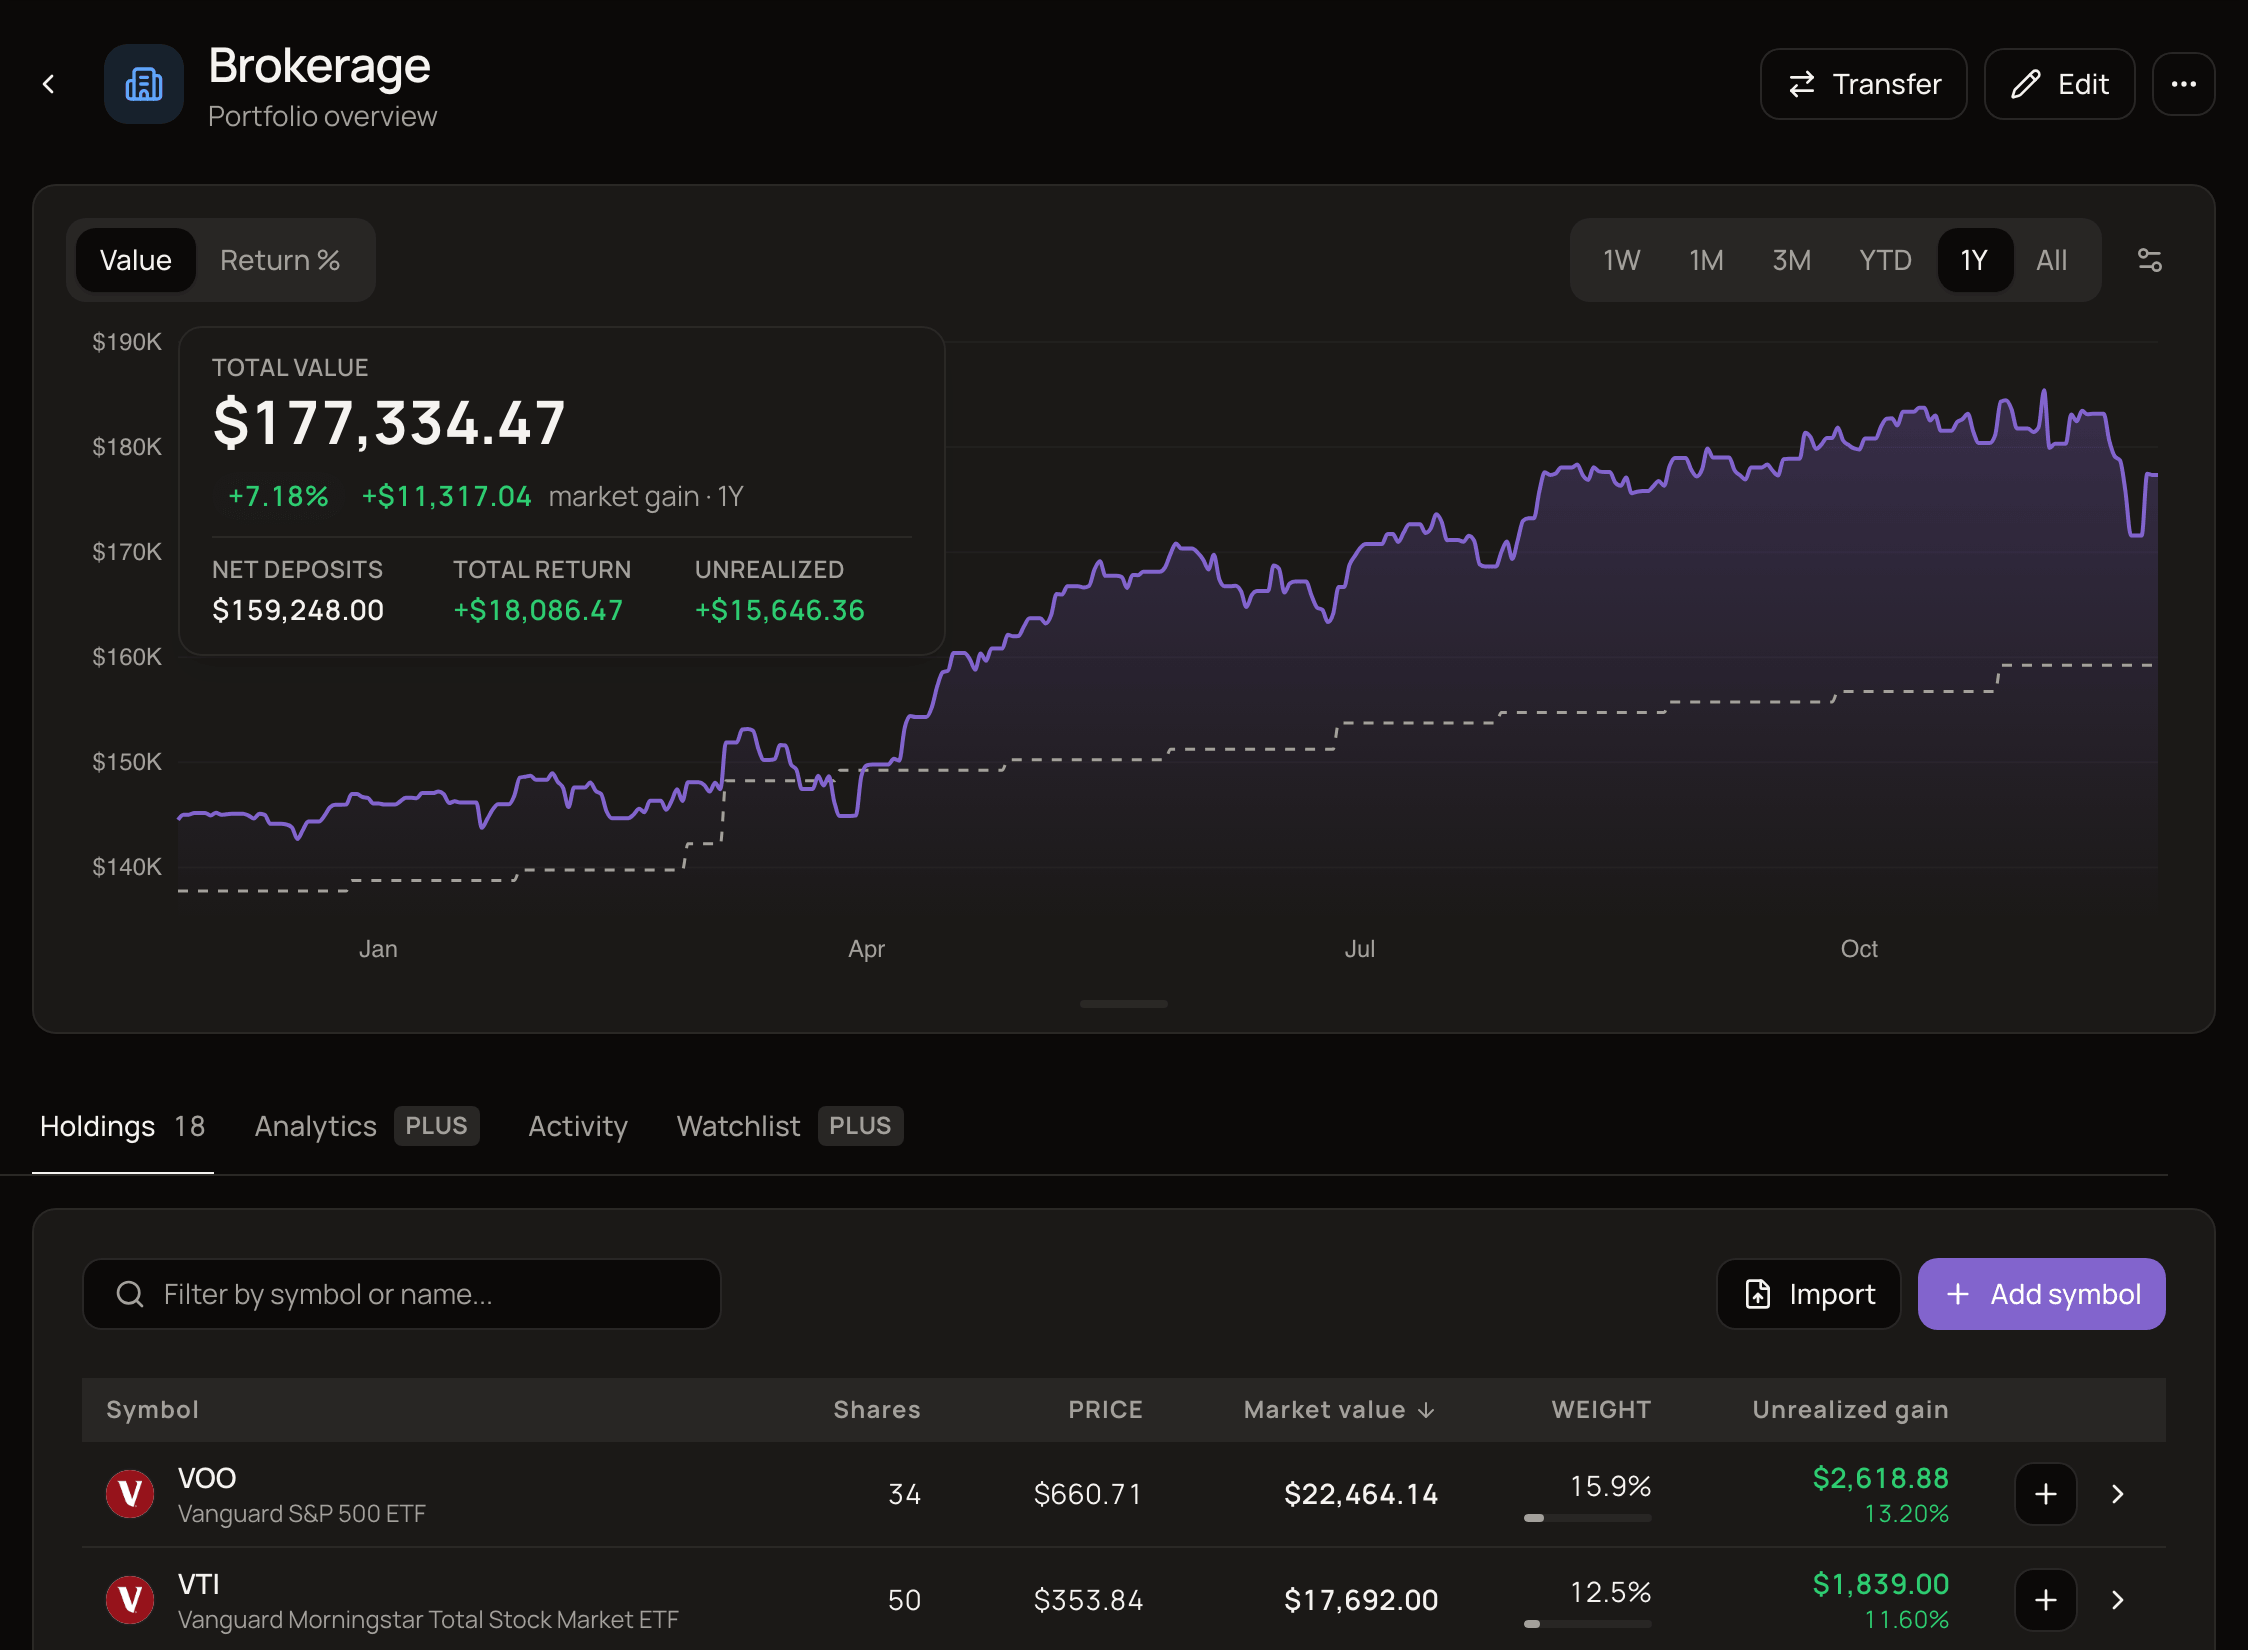 Brokerage
Portfolio overview
Transfer
Edit
Value
Return %
1W
1M
3M
YTD
1Y
All
$190K
$180K
$170K
$160K
$150K
$140K
TOTAL VALUE
$177,334.47
+7.18% +$11,317.04 market gain · 1Y
NET DEPOSITS
$159,248.00
TOTAL RETURN
+$18,086.47
UNREALIZED
+$15,646.36
Jan
Apr
Jul
Oct
Holdings 18
Analytics PLUS
Activity
Watchlist PLUS
Filter by symbol or name...
Import
Add symbol
Symbol
Shares
PRICE
Market value
WEIGHT
Unrealized gain
V
VOO
Vanguard S&P 500 ETF
34
$660.71
$22,464.14
15.9%
$2,618.88
13.20%
V
VTI
Vanguard Morningstar Total Stock Market ETF
50
$353.84
$17,692.00
12.5%
$1,839.00
11.60%